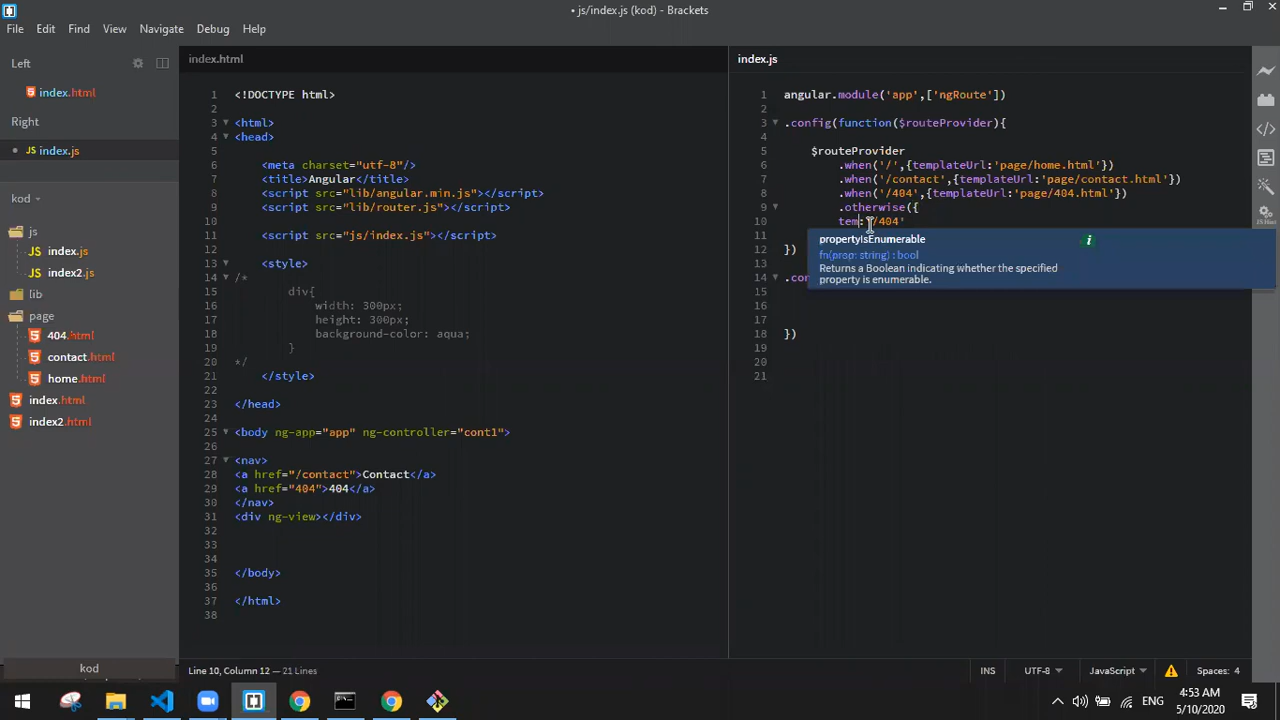 • js/index.js (kod) - Brackets
File Edit Find View Navigate Debug Help
Left
index.html
Right
• index.js
kod
js
index.js
index2.js
lib
page
404.html
contact.html
home.html
index.html
index2.html
kod
index.html
1 <!DOCTYPE html>
2
3 <html>
4 <head>
5
6 <meta charset="utf-8"/>
7 <title>Angular</title>
8 <script src="lib/angular.min.js"></script>
9 <script src="lib/router.js"></script>
10
11 <script src="js/index.js"></script>
12
13 <style>
14 /*
15 div{
16 width: 300px;
17 height: 300px;
18 background-color: aqua;
19 }
20 */
21 </style>
22
23 </head>
24
25 <body ng-app="app" ng-controller="cont1">
26
27 <nav>
28 <a href="/contact">Contact</a>
29 <a href="404">404</a>
30 </nav>
31 <div ng-view></div>
32
33
34
35 </body>
36
37 </html>
38
index.js
1 angular.module('app',['ngRoute'])
2
3 .config(function($routeProvider){
4
5 $routeProvider
6 .when('/',{templateUrl:'page/home.html'})
7 .when('/contact',{templateUrl:'page/contact.html'})
8 .when('/404',{templateUrl:'page/404.html'})
9 .otherwise({
10 tem:'/404'
11
12 })
13
14 .con
15
16
17
18 })
19
20
21
propertyIsEnumerable
fn(prop: string) : bool
Returns a Boolean indicating whether the specified
property is enumerable.
Line 10, Column 12 — 21 Lines
INS UTF-8 JavaScript Spaces: 4
ENG
4:53 AM
5/10/2020